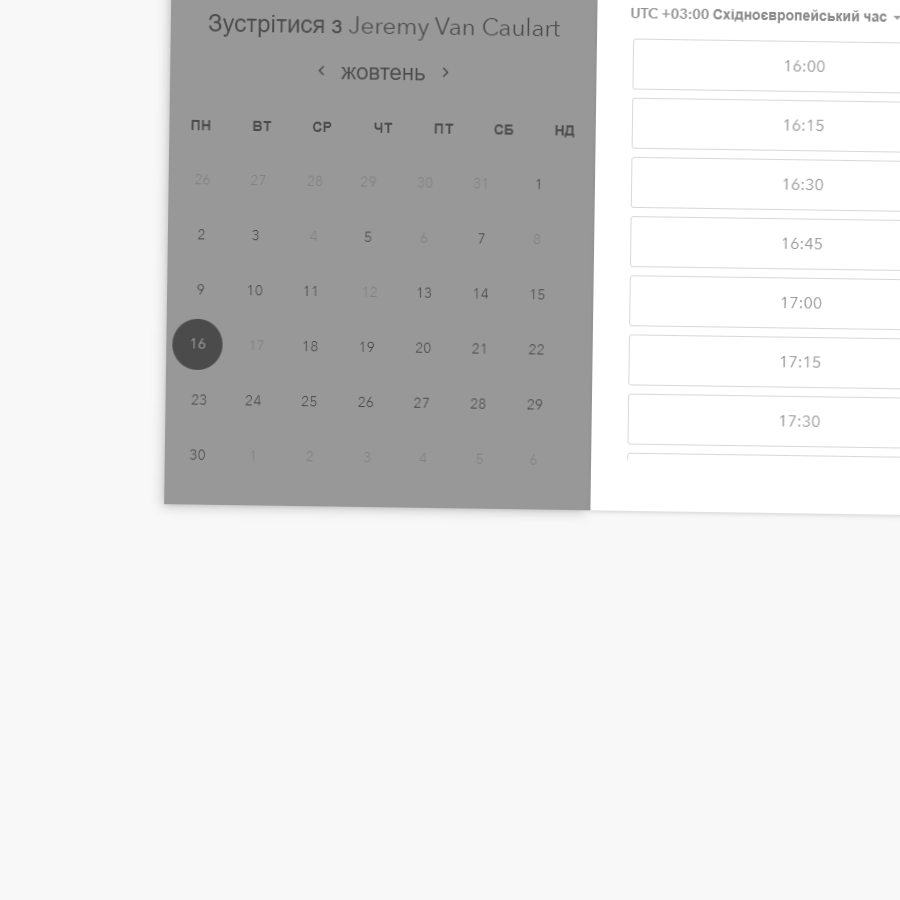 Зустрітися з Jeremy Van Caulart
жовтень
ПН ВТ СР ЧТ ПТ СБ НД
26 27 28 29 30 31 1
2 3 4 5 6 7 8
9 10 11 12 13 14 15
16 17 18 19 20 21 22
23 24 25 26 27 28 29
30 1 2 3 4 5 6
UTC +03:00 Східноєвропейський час
16:00
16:15
16:30
16:45
17:00
17:15
17:30